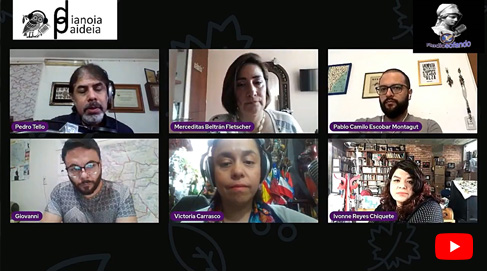 dianoia
paideia
Pedro Tello
Merceditas Beltrán Fletscher
Pablo Camilo Escobar Montagut
Giovanni
Victoria Carrasco
Ivonne Reyes Chiquete